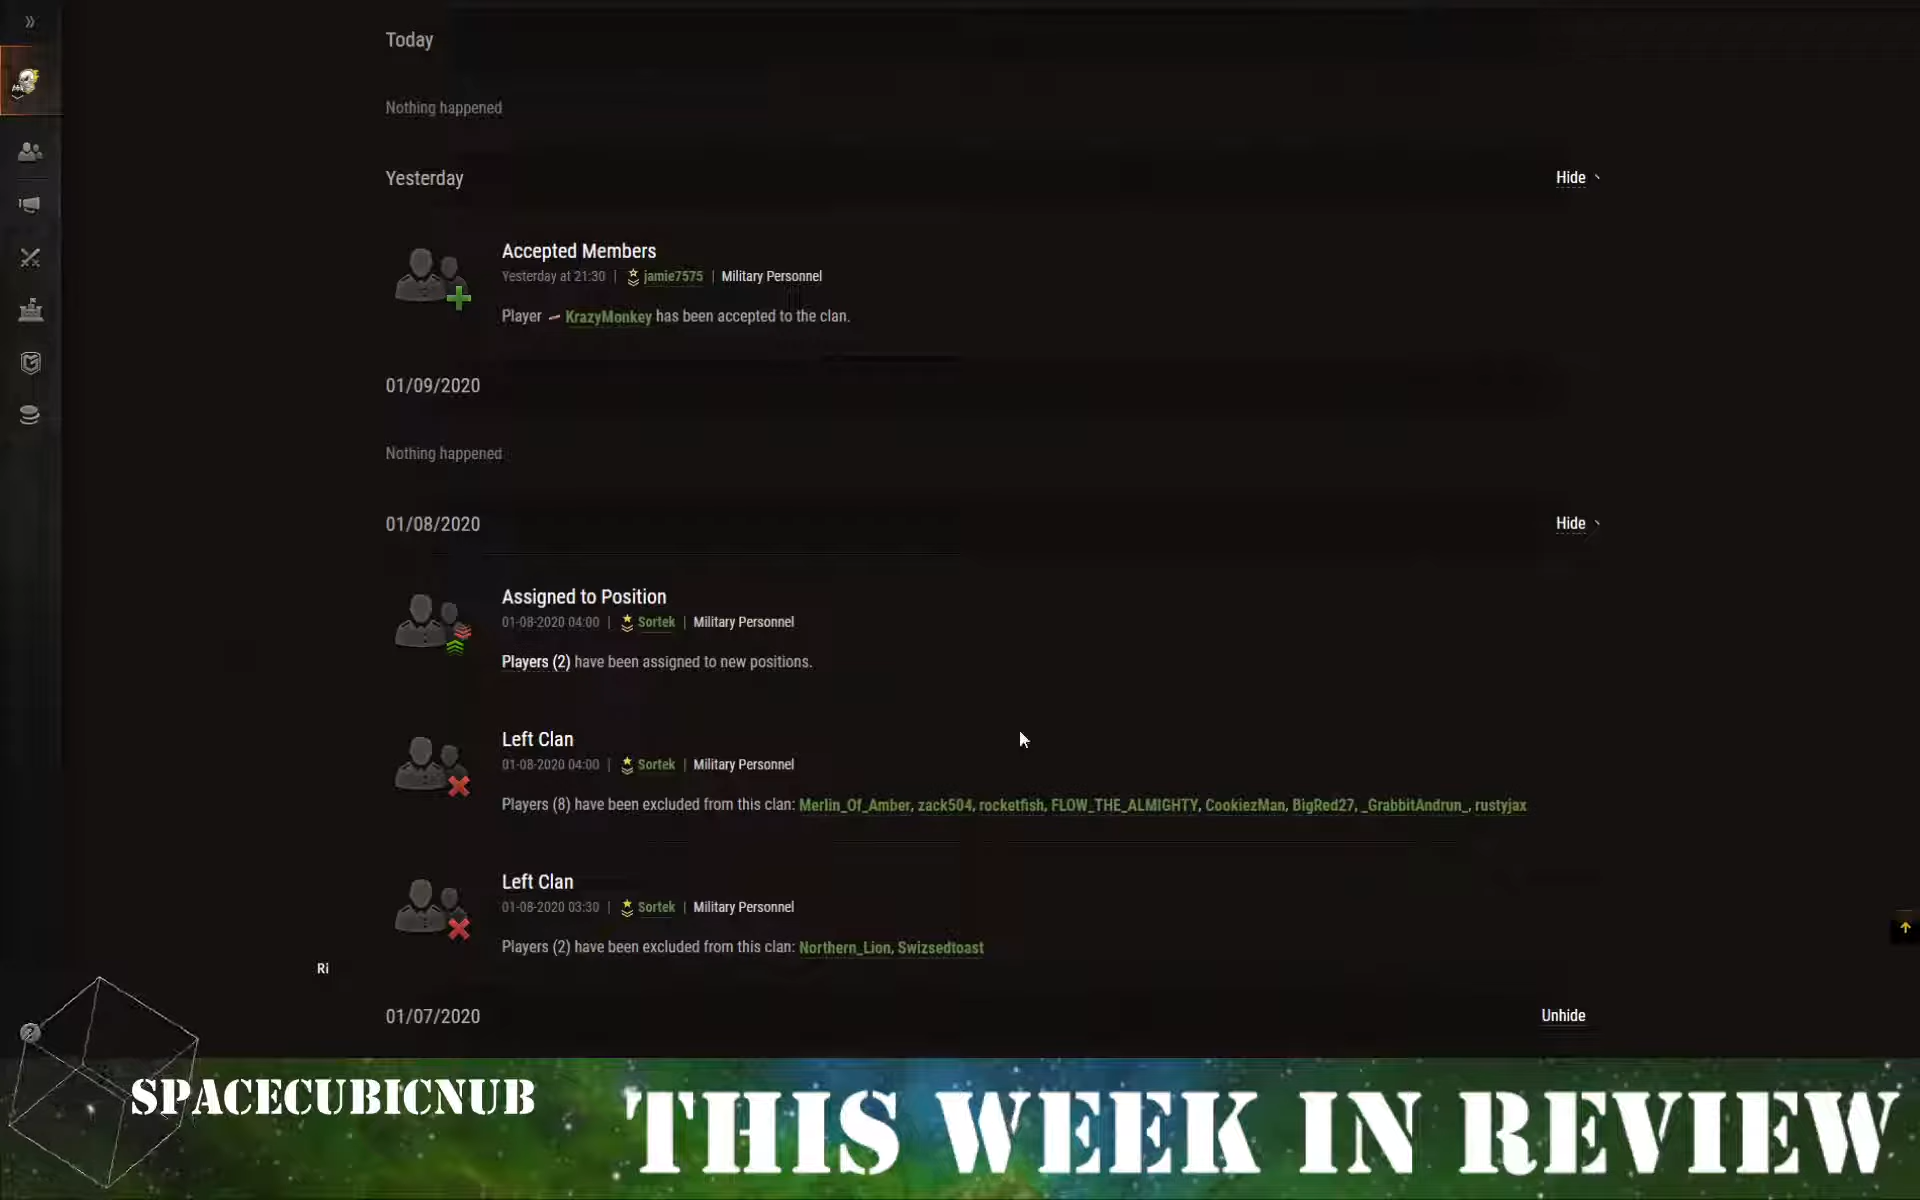 Today
Nothing happened
Yesterday
Hide
Accepted Members
Yesterday at 21:30 | jamie7575 | Military Personnel
Player KrazyMonkey has been accepted to the clan.
01/09/2020
Nothing happened
01/08/2020
Hide
Assigned to Position
01-08-2020 04:00 | Sortek | Military Personnel
Players (2) have been assigned to new positions.
Left Clan
01-08-2020 04:00 | Sortek | Military Personnel
Players (8) have been excluded from this clan: Merlin_Of_Amber, zack504, rocketfish, FLOW_THE_ALMIGHTY, CookiezMan, BigRed27, _GrabbitAndrun_, rustyjax
Left Clan
01-08-2020 03:30 | Sortek | Military Personnel
Players (2) have been excluded from this clan: Northern_Lion, Swizsedtoast
Ri
01/07/2020
Unhide
SPACECUBICNUB
THIS WEEK IN REVIEW